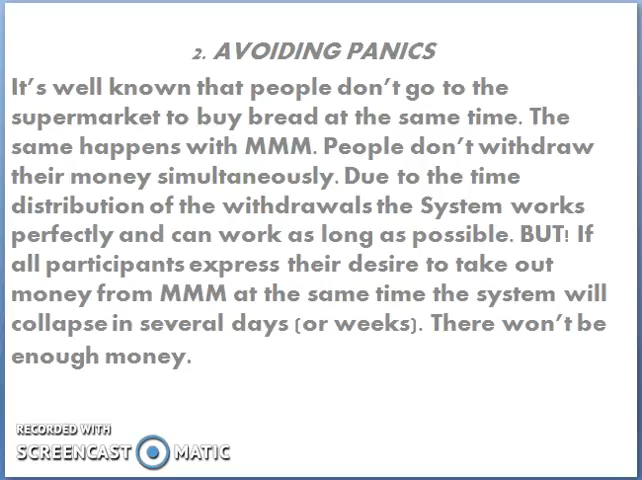 2. AVOIDING PANICS
It's well known that people don't go to the
supermarket to buy bread at the same time. The
same happens with MMM. People don't withdraw
their money simultaneously. Due to the time
distribution of the withdrawals the System works
perfectly and can work as long as possible. BUT! If
all participants express their desire to take out
money from MMM at the same time the system will
collapse in several days (or weeks). There won't be
enough money.
RECORDED WITH
SCREENCAST MATIC